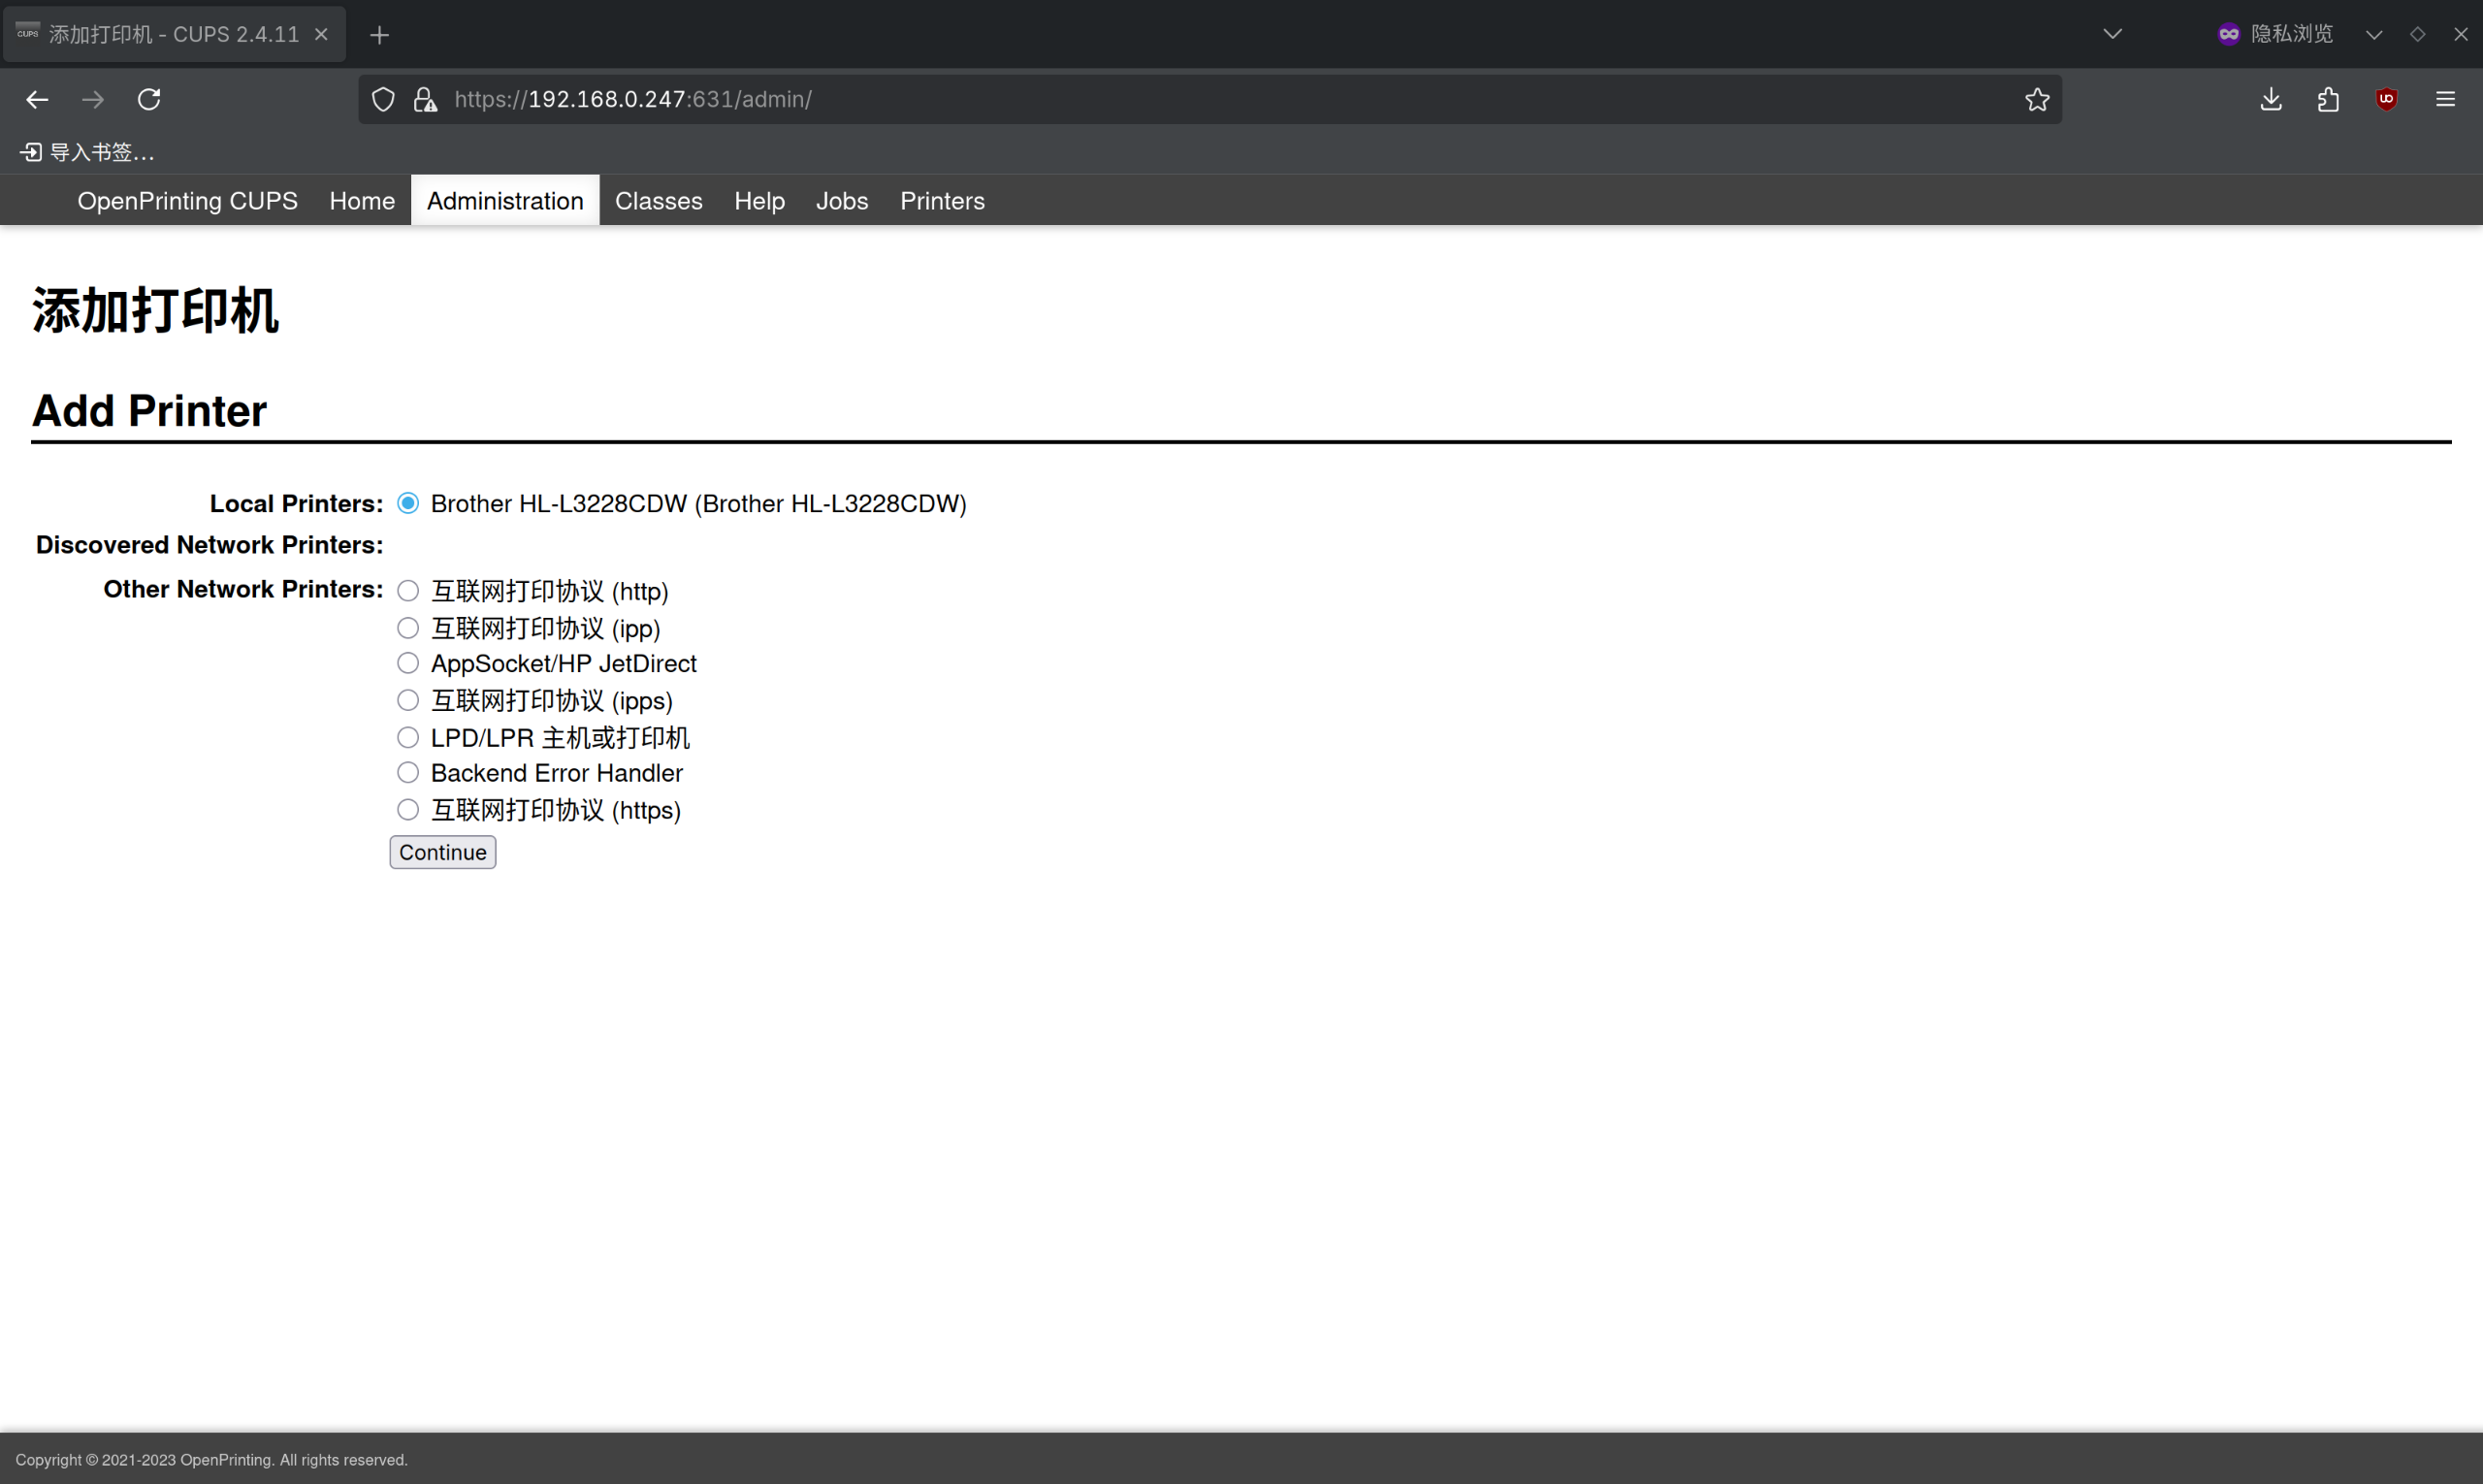 CUPS 添加打印机 - CUPS 2.4.11
隐私浏览
https://192.168.0.247:631/admin/
导入书签…
OpenPrinting CUPS Home Administration Classes Help Jobs Printers
添加打印机
Add Printer
Local Printers: Brother HL-L3228CDW (Brother HL-L3228CDW)
Discovered Network Printers:
Other Network Printers: 互联网打印协议 (http)
互联网打印协议 (ipp)
AppSocket/HP JetDirect
互联网打印协议 (ipps)
LPD/LPR 主机或打印机
Backend Error Handler
互联网打印协议 (https)
Continue
Copyright © 2021-2023 OpenPrinting. All rights reserved.